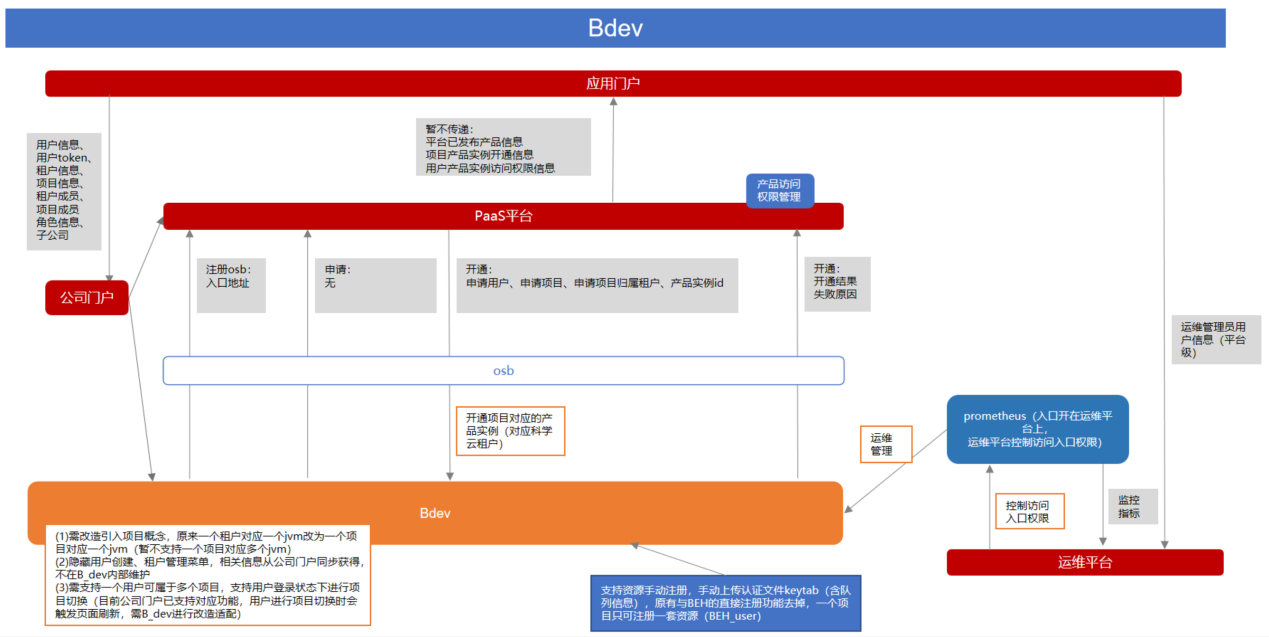 Bdev
应用门户
用户信息、
用户token、
租户信息、
项目信息、
租户成员、
项目成员
角色信息、
子公司
暂不传递：
平台已发布产品信息
项目产品实例开通信息
用户产品实例访问权限信息
产品访问
权限管理
PaaS平台
公司门户
注册osb：
入口地址
申请：
无
开通：
申请用户、申请项目、申请项目归属租户、产品实例id
开通：
开通结果
失败原因
运维管理员用
户信息（平台
级）
osb
开通项目对应的产
品实例（对应科学
云租户）
运维
管理
prometheus（入口开在运维平
台上，
运维平台控制访问入口权限）
控制访问
入口权限
监控
指标
运维平台
Bdev
(1)需改造引入项目概念，原来一个租户对应一个jvm改为一个项
目对应一个jvm（暂不支持一个项目对应多个jvm）
(2)隐藏用户创建、租户管理菜单，相关信息从公司门户同步获得，
不在B_dev内部维护
(3)需支持一个用户可属于多个项目，支持用户登录状态下进行项
目切换（目前公司门户已支持对应功能，用户进行项目切换时会
触发页面刷新，需B_dev进行改造适配）
支持资源手动注册，手动上传认证文件keytab（含队
列信息），原有与BEH的直接注册功能去掉，一个项
目只可注册一套资源（BEH_user）